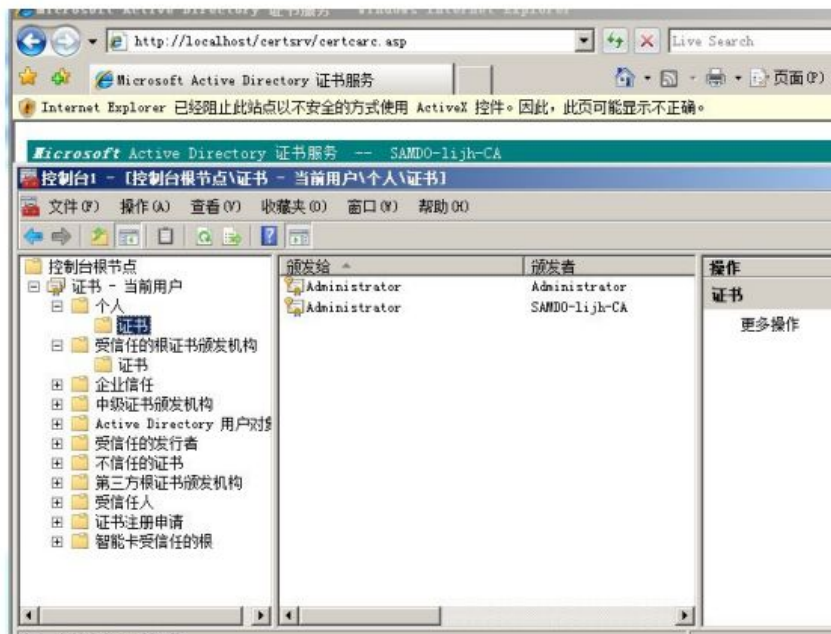 Microsoft Active Directory 证书服务 - Windows Internet Explorer
http://localhost/certsrv/certcarc.asp
Live Search
Microsoft Active Directory 证书服务
页面(P)
Internet Explorer 已经阻止此站点以不安全的方式使用 ActiveX 控件。因此，此页可能显示不正确。
Microsoft Active Directory 证书服务 -- SAMDO-lijh-CA
控制台1 - [控制台根节点\证书 - 当前用户\个人\证书]
文件(F) 操作(A) 查看(V) 收藏夹(O) 窗口(W) 帮助(H)
控制台根节点
证书 - 当前用户
个人
证书
受信任的根证书颁发机构
证书
企业信任
中级证书颁发机构
Active Directory 用户对象
受信任的发行者
不信任的证书
第三方根证书颁发机构
受信任人
证书注册申请
智能卡受信任的根
颁发给 颁发者
Administrator Administrator
Administrator SAMDO-lijh-CA
操作
证书
更多操作